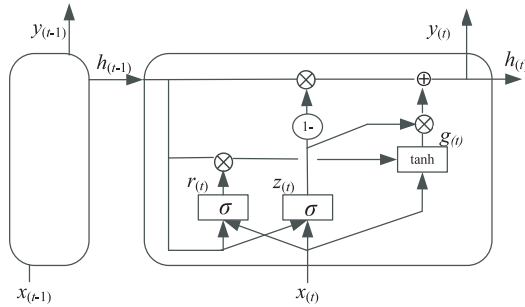 y(t-1)
y(t)
h(t-1)
h(t)
1-
g(t)
tanh
r(t)
z(t)
σ
σ
x(t-1)
x(t)